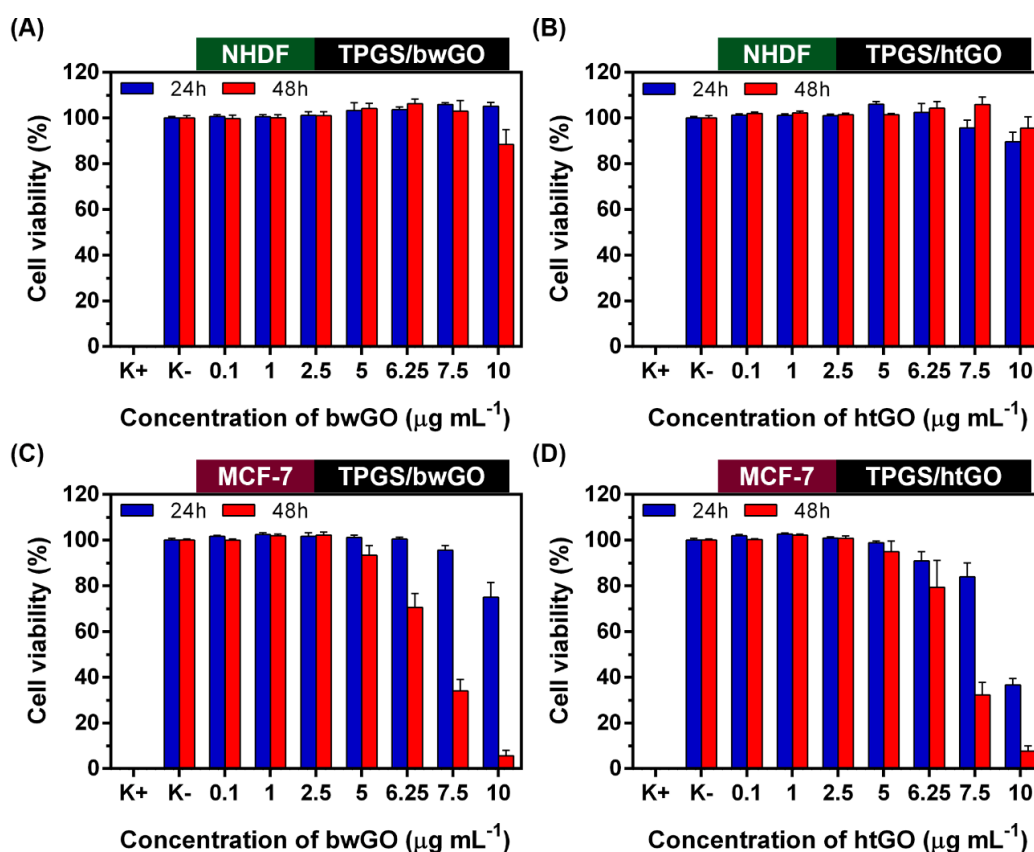 (A)
NHDF TPGS/bwGO
24h 48h
Cell viability (%)
120
100
80
60
40
20
0
K+ K- 0.1 1 2.5 5 6.25 7.5 10
Concentration of bwGO (μg mL⁻¹)
(B)
NHDF TPGS/htGO
24h 48h
Cell viability (%)
120
100
80
60
40
20
0
K+ K- 0.1 1 2.5 5 6.25 7.5 10
Concentration of htGO (μg mL⁻¹)
(C)
MCF-7 TPGS/bwGO
24h 48h
Cell viability (%)
120
100
80
60
40
20
0
K+ K- 0.1 1 2.5 5 6.25 7.5 10
Concentration of bwGO (μg mL⁻¹)
(D)
MCF-7 TPGS/htGO
24h 48h
Cell viability (%)
120
100
80
60
40
20
0
K+ K- 0.1 1 2.5 5 6.25 7.5 10
Concentration of htGO (μg mL⁻¹)